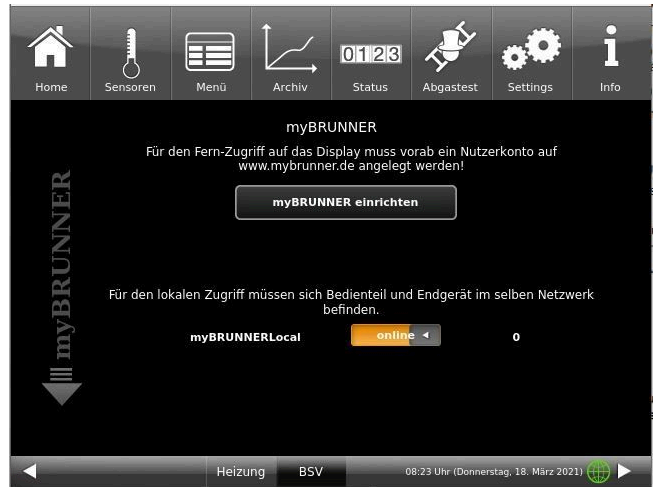 0123
Home Sensoren Menü Archiv Status Abgastest Settings Info
myBRUNNER
Für den Fern-Zugriff auf das Display muss vorab ein Nutzerkonto auf
www.mybrunner.de angelegt werden!
myBRUNNER einrichten
myBRUNNER
Für den lokalen Zugriff müssen sich Bedienteil und Endgerät im selben Netzwerk
befinden.
myBRUNNERLocal online 0
Heizung BSV 08:23 Uhr (Donnerstag, 18. März 2021)